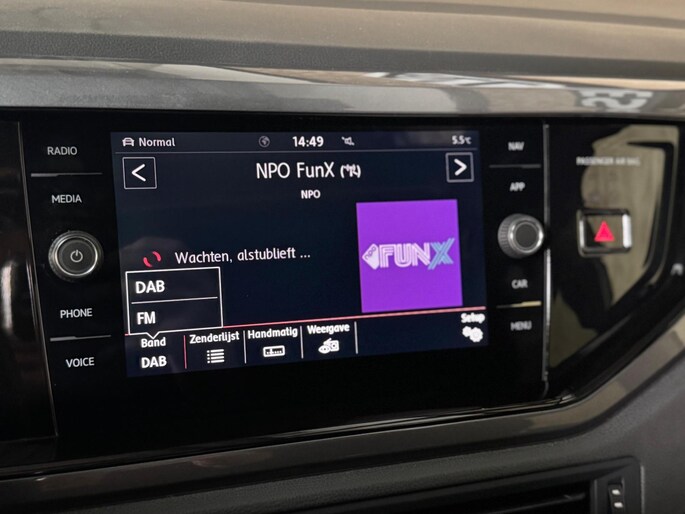 RADIO
MEDIA
PHONE
VOICE
Normal
14:49
5.5°C
NPO FunX
NPO
FUNX
Wachten, alstublieft ...
DAB
FM
Band
DAB
Zenderlijst
Handmatig
Weergave
Setup
NAV
APP
CAR
MENU
PASSENGER AIR BAG